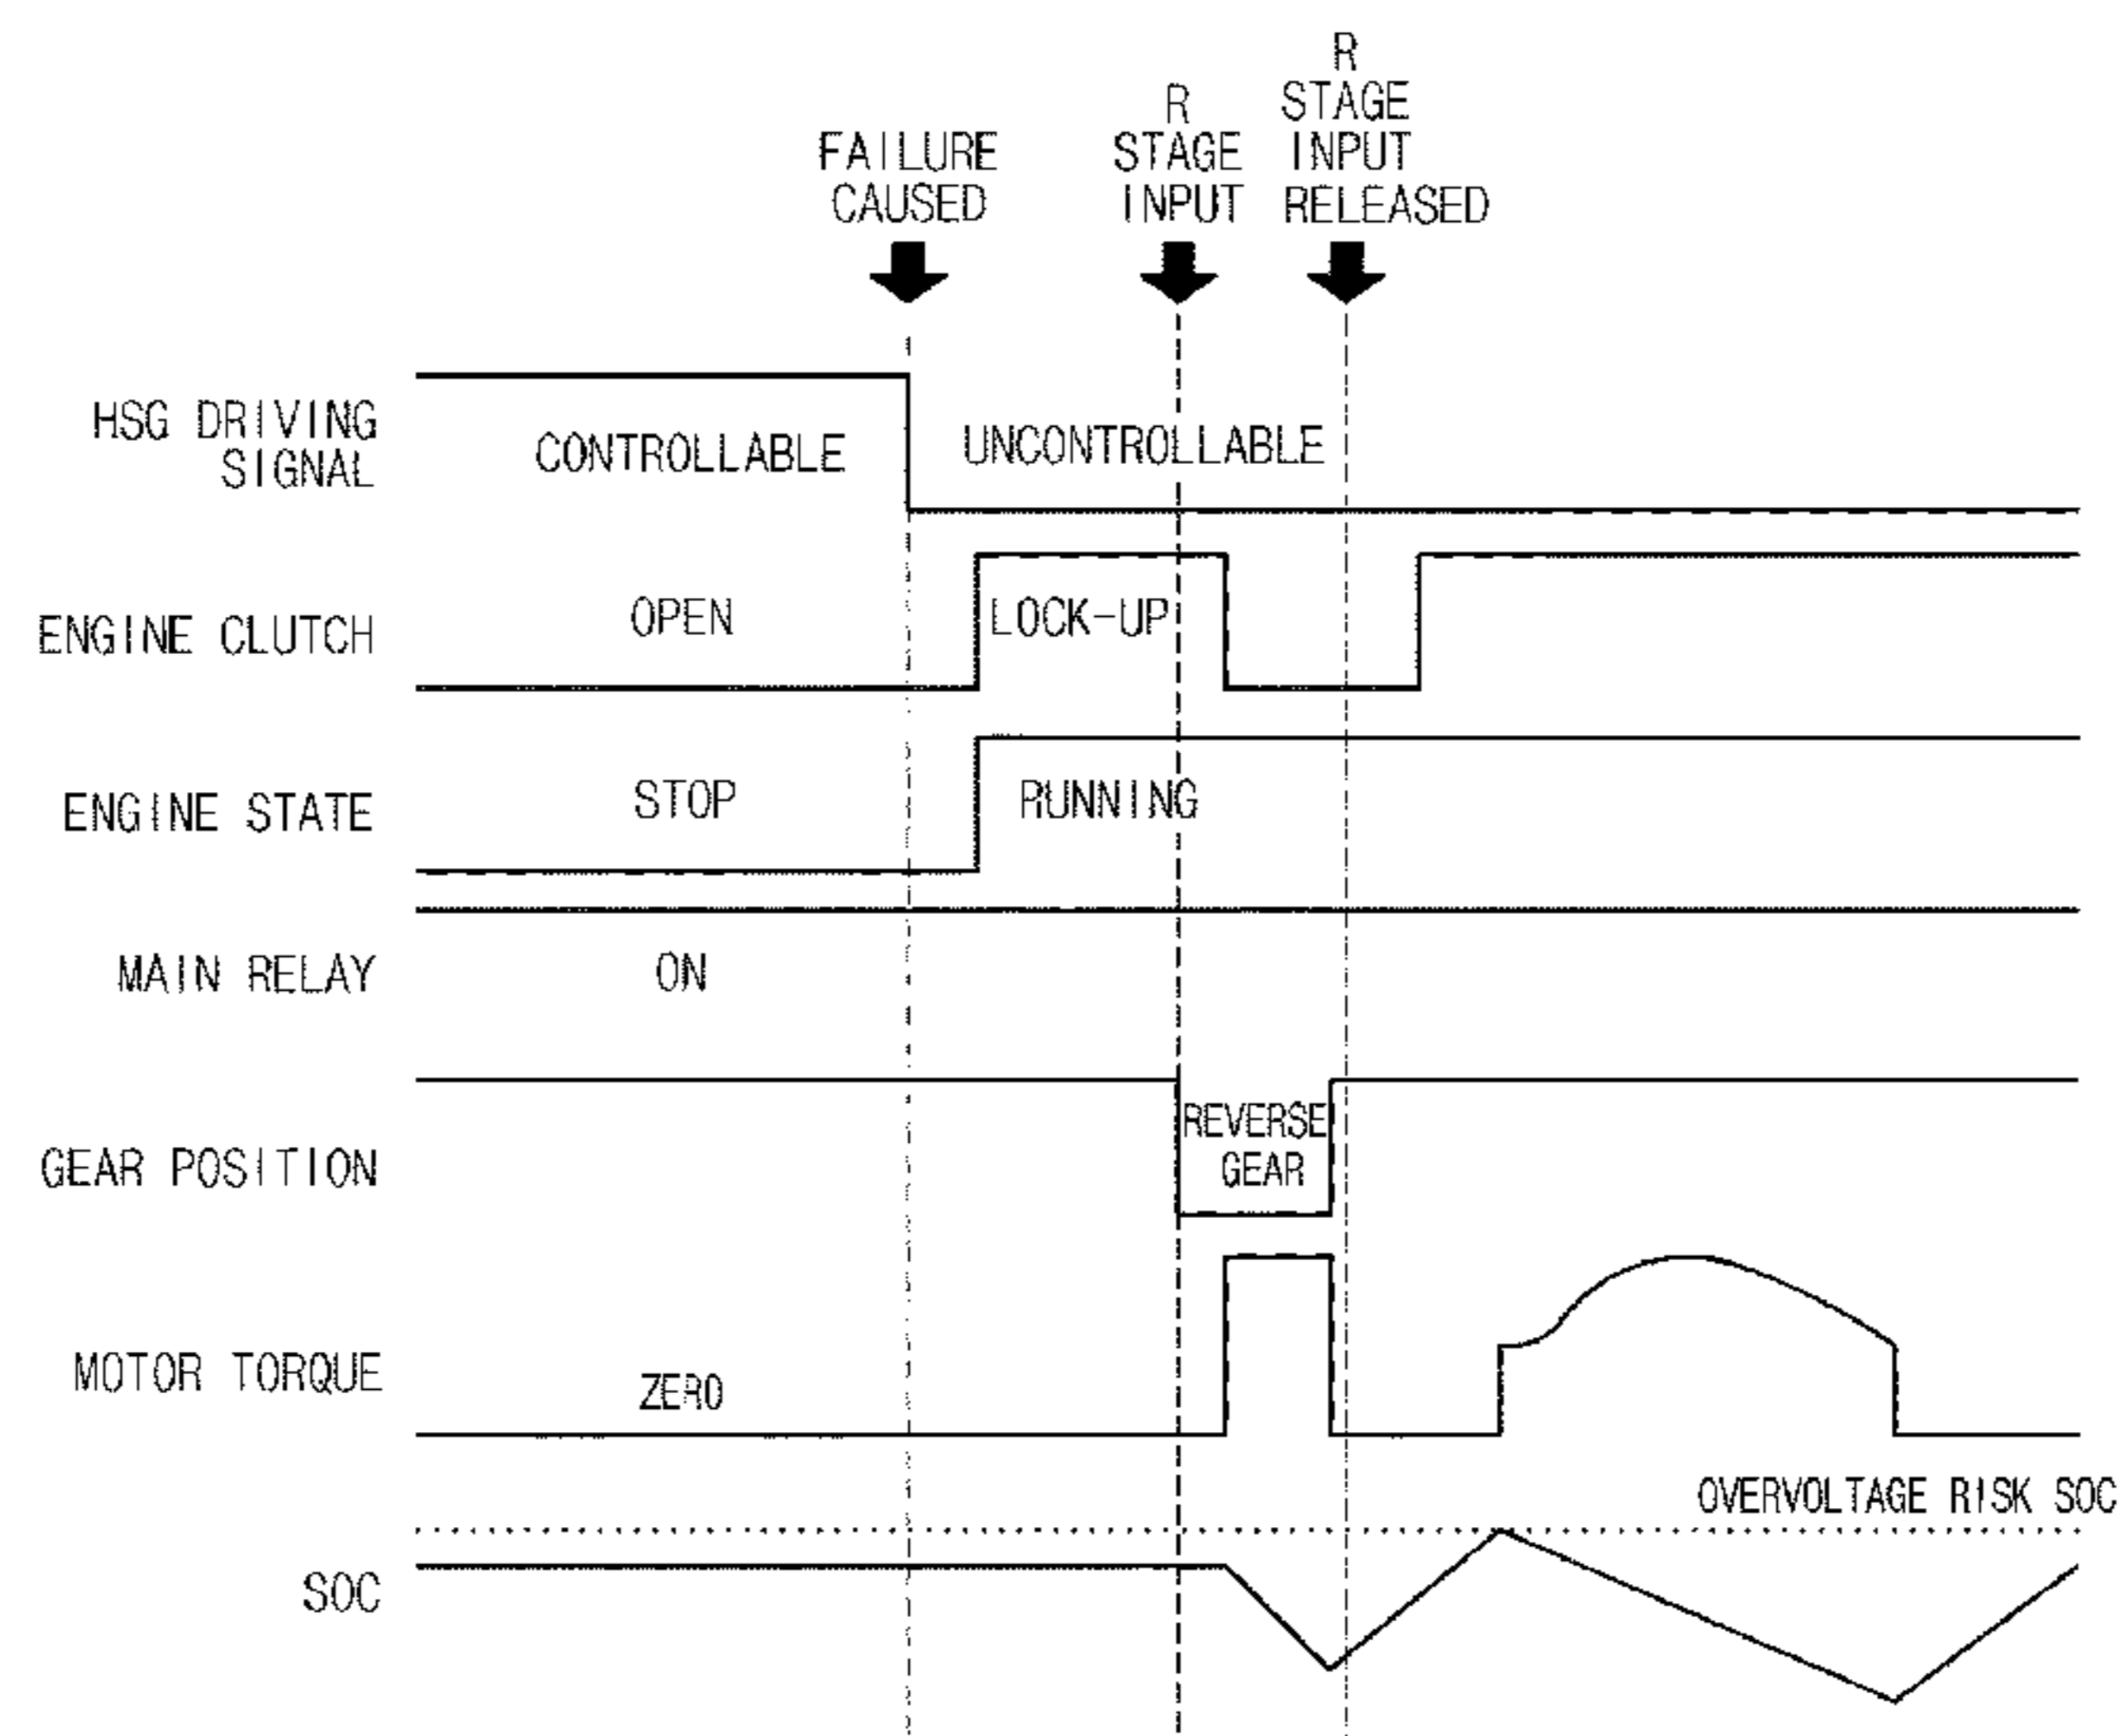 R
STAGE
INPUT
RELEASED
R
STAGE
INPUT
FAILURE
CAUSED
HSG DRIVING
SIGNAL
CONTROLLABLE
UNCONTROLLABLE
ENGINE CLUTCH
OPEN
LOCK-UP
ENGINE STATE
STOP
RUNNING
MAIN RELAY
ON
GEAR POSITION
REVERSE
GEAR
MOTOR TORQUE
ZERO
OVERVOLTAGE RISK SOC
SOC